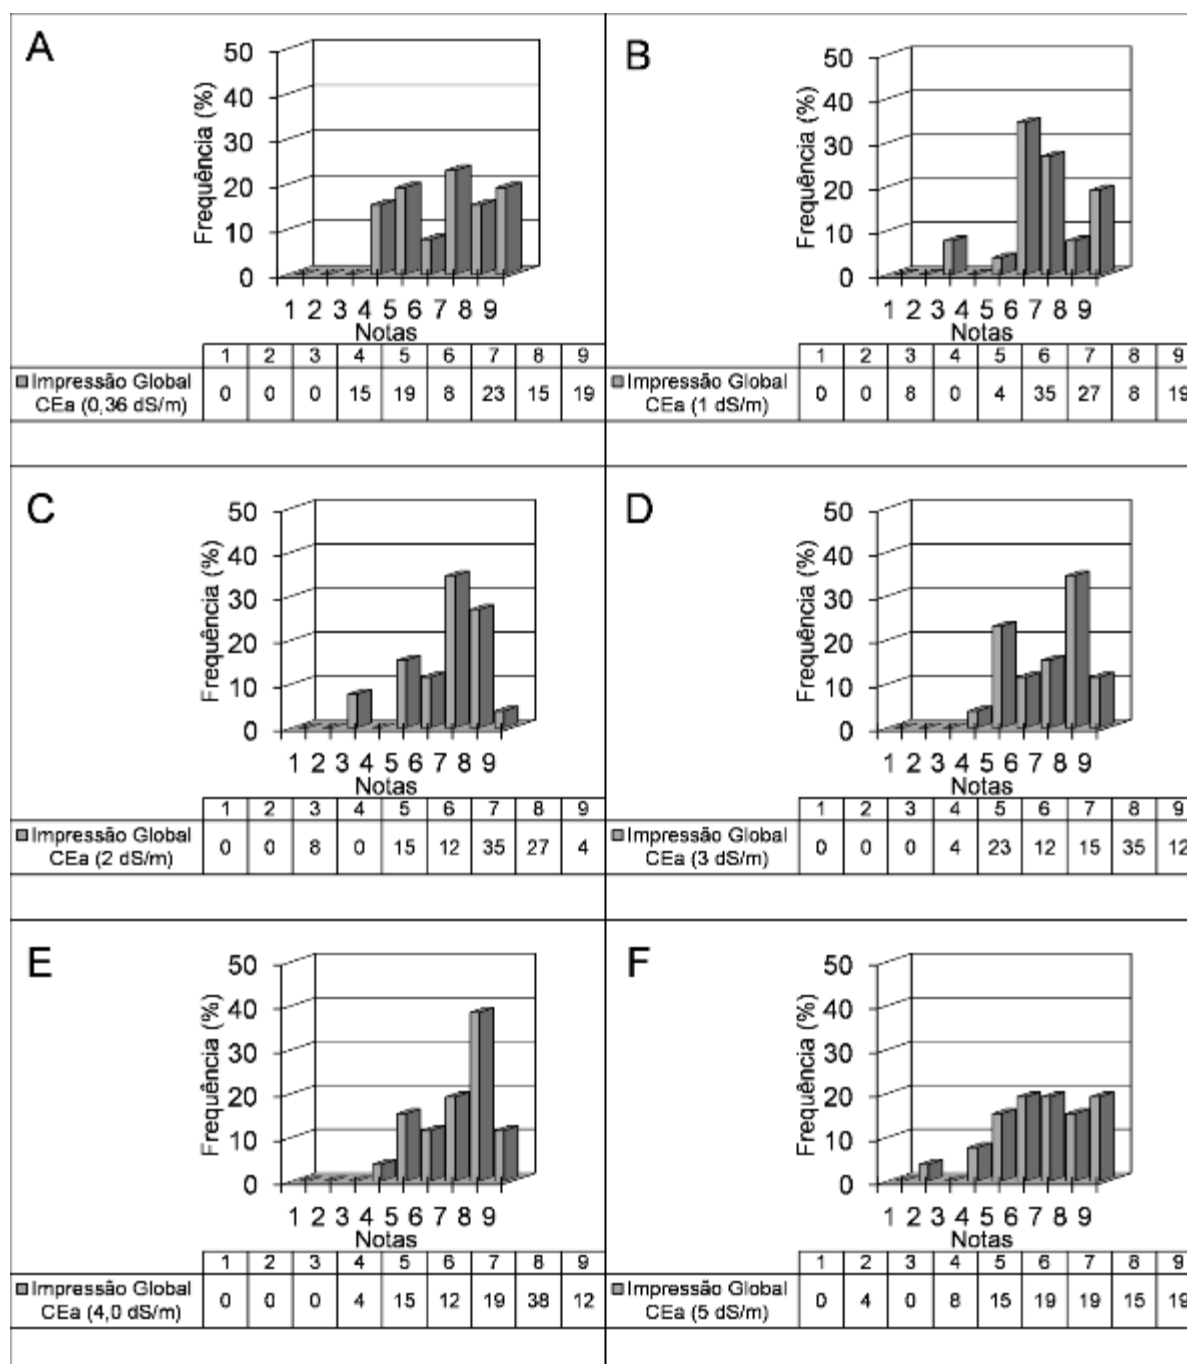 A
50
40
30
20
10
0
Frequência (%)
1 2 3 4 5 6 7 8 9
Notas
1 2 3 4 5 6 7 8 9
Impressão Global
CEa (0,36 dS/m)
0 0 0 15 19 8 23 15 19
B
50
40
30
20
10
0
Frequência (%)
1 2 3 4 5 6 7 8 9
Notas
1 2 3 4 5 6 7 8 9
Impressão Global
CEa (1 dS/m)
0 0 8 0 4 35 27 8 19
C
50
40
30
20
10
0
Frequência (%)
1 2 3 4 5 6 7 8 9
Notas
1 2 3 4 5 6 7 8 9
Impressão Global
CEa (2 dS/m)
0 0 8 0 15 12 35 27 4
D
50
40
30
20
10
0
Frequência (%)
1 2 3 4 5 6 7 8 9
Notas
1 2 3 4 5 6 7 8 9
Impressão Global
CEa (3 dS/m)
0 0 0 4 23 12 15 35 12
E
50
40
30
20
10
0
Frequência (%)
1 2 3 4 5 6 7 8 9
Notas
1 2 3 4 5 6 7 8 9
Impressão Global
CEa (4,0 dS/m)
0 0 0 4 15 12 19 38 12
F
50
40
30
20
10
0
Frequência (%)
1 2 3 4 5 6 7 8 9
Notas
1 2 3 4 5 6 7 8 9
Impressão Global
CEa (5 dS/m)
0 4 0 8 15 19 19 15 19